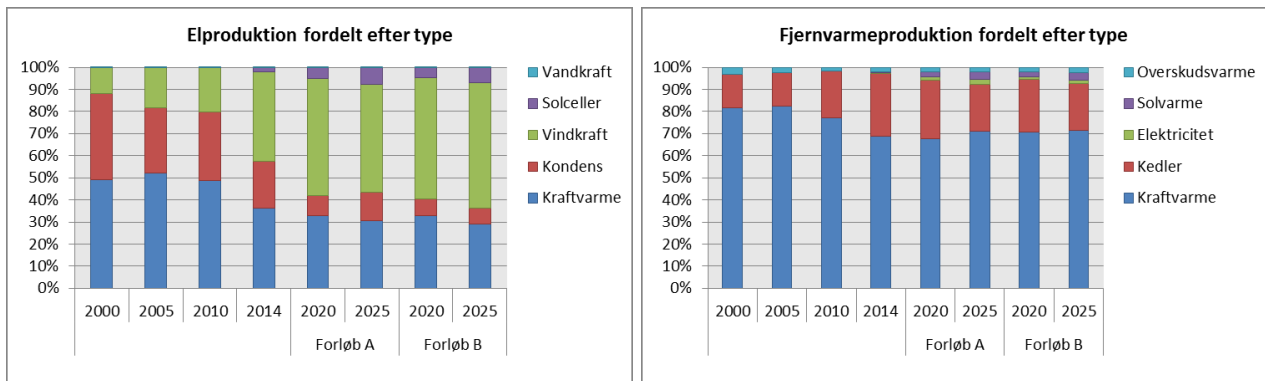 Elproduktion fordelt efter type
100%
90%
80%
70%
60%
50%
40%
30%
20%
10%
0%
Vandkraft
Solceller
Vindkraft
Kondens
Kraftvarme
2000 2005 2010 2014 2020 2025 2020 2025
Forløb A Forløb B
Fjernvarmeproduktion fordelt efter type
100%
90%
80%
70%
60%
50%
40%
30%
20%
10%
0%
Overskudsvarme
Solvarme
Elektricitet
Kedler
Kraftvarme
2000 2005 2010 2014 2020 2025 2020 2025
Forløb A Forløb B